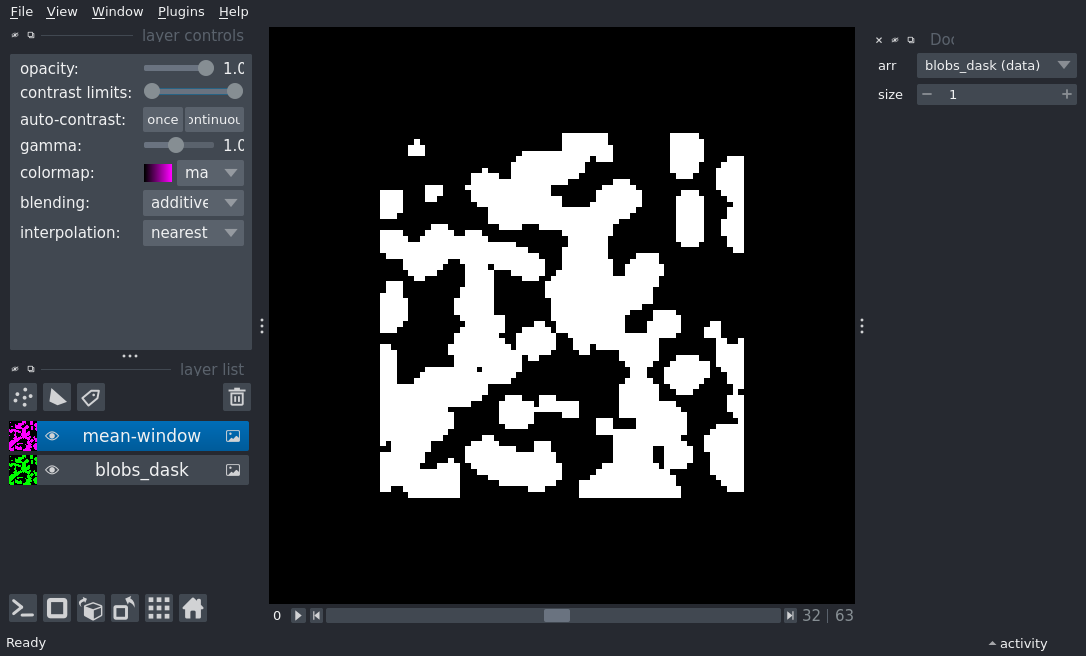 File View Window Plugins Help
layer controls
opacity: 1.0
contrast limits:
auto-contrast: once ontinuou
gamma: 1.0
colormap: ma
blending: additive
interpolation: nearest
layer list
mean-window
blobs_dask
0 32 | 63
Ready
Doc
arr blobs_dask (data)
size − 1 +
activity